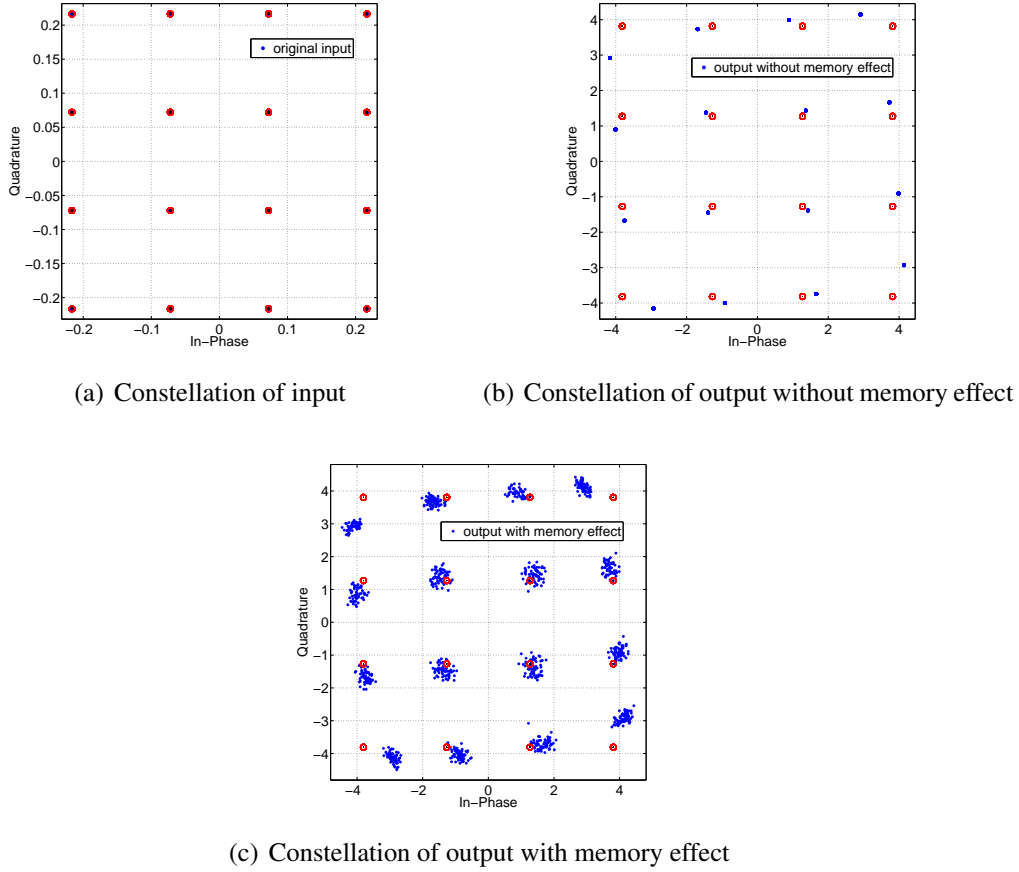 0.2
0.15
0.1
0.05
0
−0.05
−0.1
−0.15
−0.2
Quadrature
original input
−0.2 −0.1 0 0.1 0.2
In−Phase
(a) Constellation of input
4
3
2
1
0
−1
−2
−3
−4
Quadrature
output without memory effect
−4 −2 0 2 4
In−Phase
(b) Constellation of output without memory effect
4
3
2
1
0
−1
−2
−3
−4
Quadrature
output with memory effect
−4 −2 0 2 4
In−Phase
(c) Constellation of output with memory effect